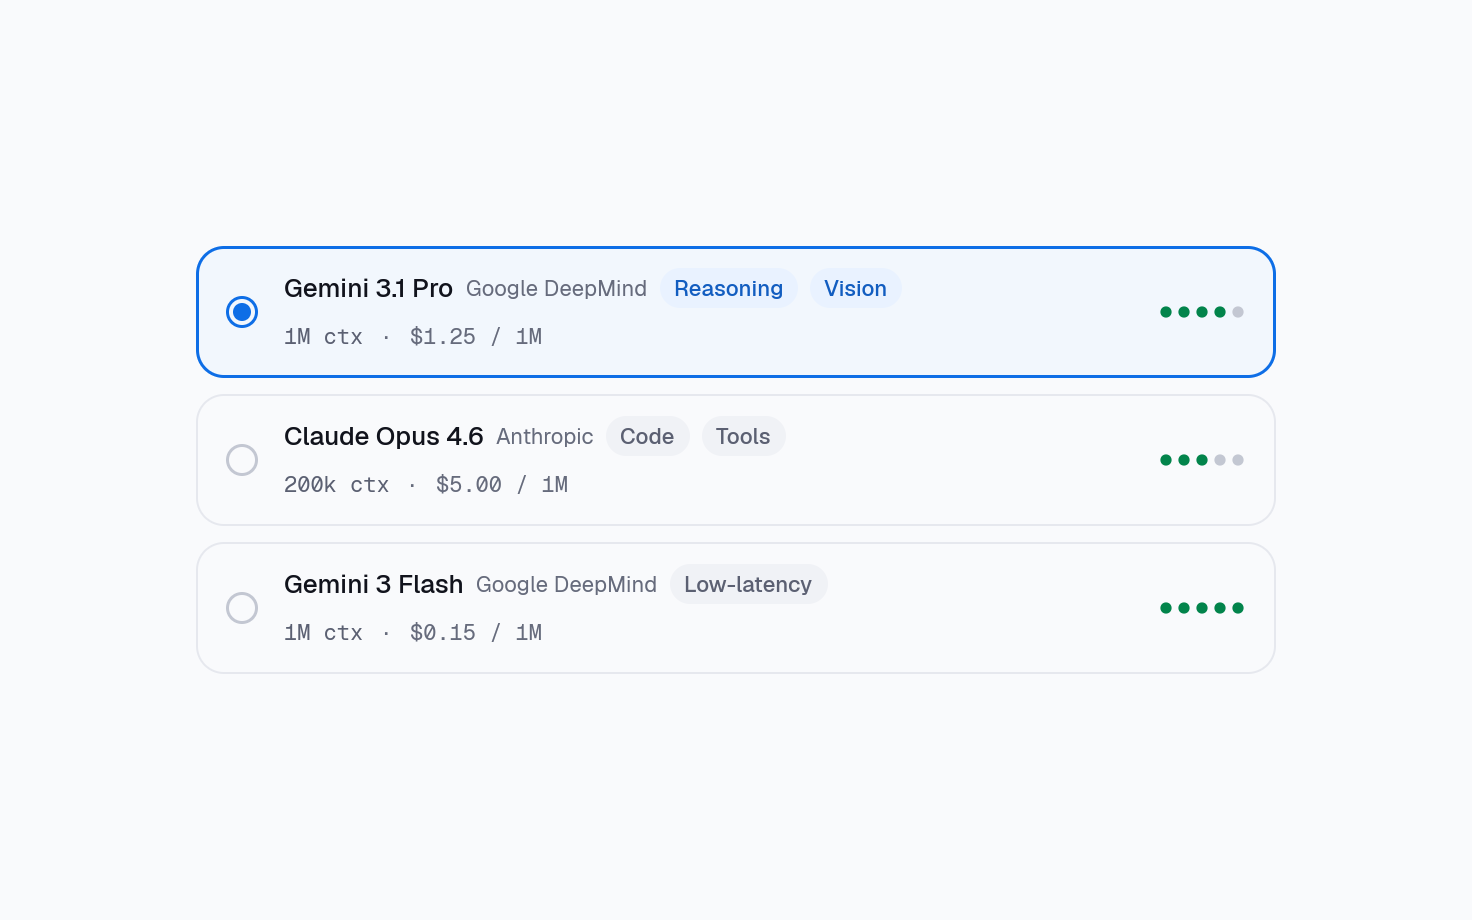 Gemini 3.1 Pro Google DeepMind Reasoning Vision
1M ctx · $1.25 / 1M
Claude Opus 4.6 Anthropic Code Tools
200k ctx · $5.00 / 1M
Gemini 3 Flash Google DeepMind Low-latency
1M ctx · $0.15 / 1M